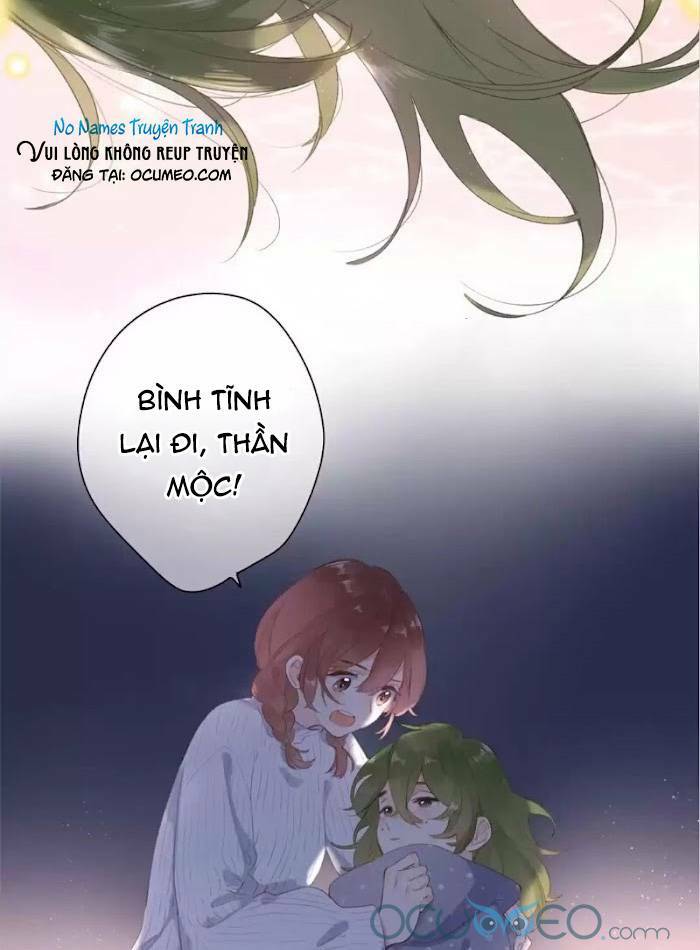 No Names Truyện Tranh
Vui lòng không reup truyện
Đăng tại: ocumeo.com
BÌNH TĨNH
LẠI ĐI, THẦN
MỘC!
OCUMEO.comm